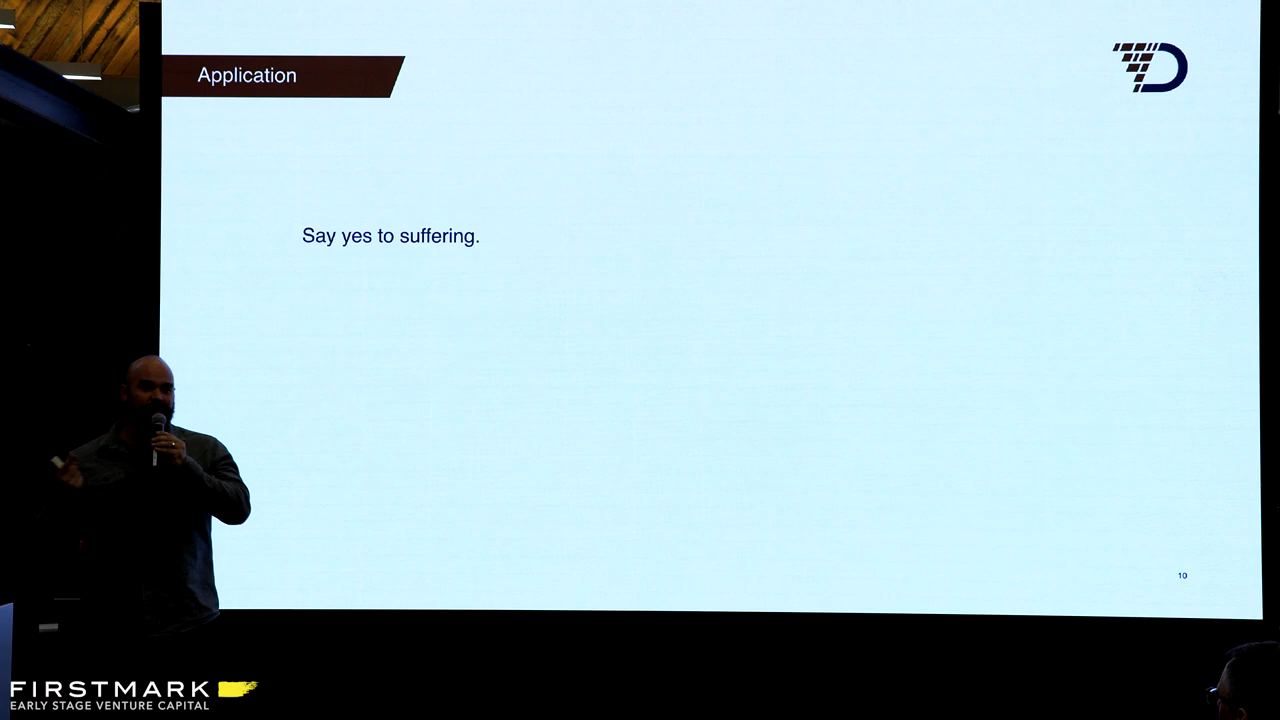 Application
Say yes to suffering.
10
FIRSTMARK
EARLY STAGE VENTURE CAPITAL